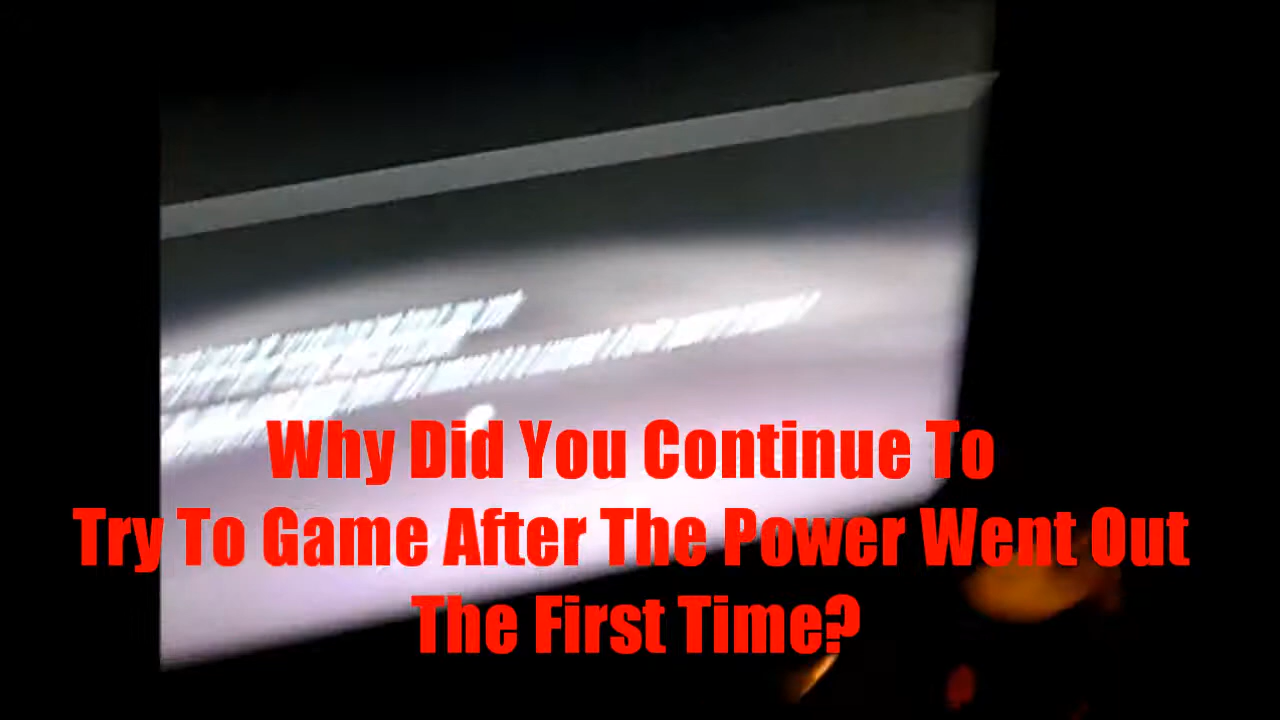 Why Did You Continue To
Try To Game After The Power Went Out
The First Time?